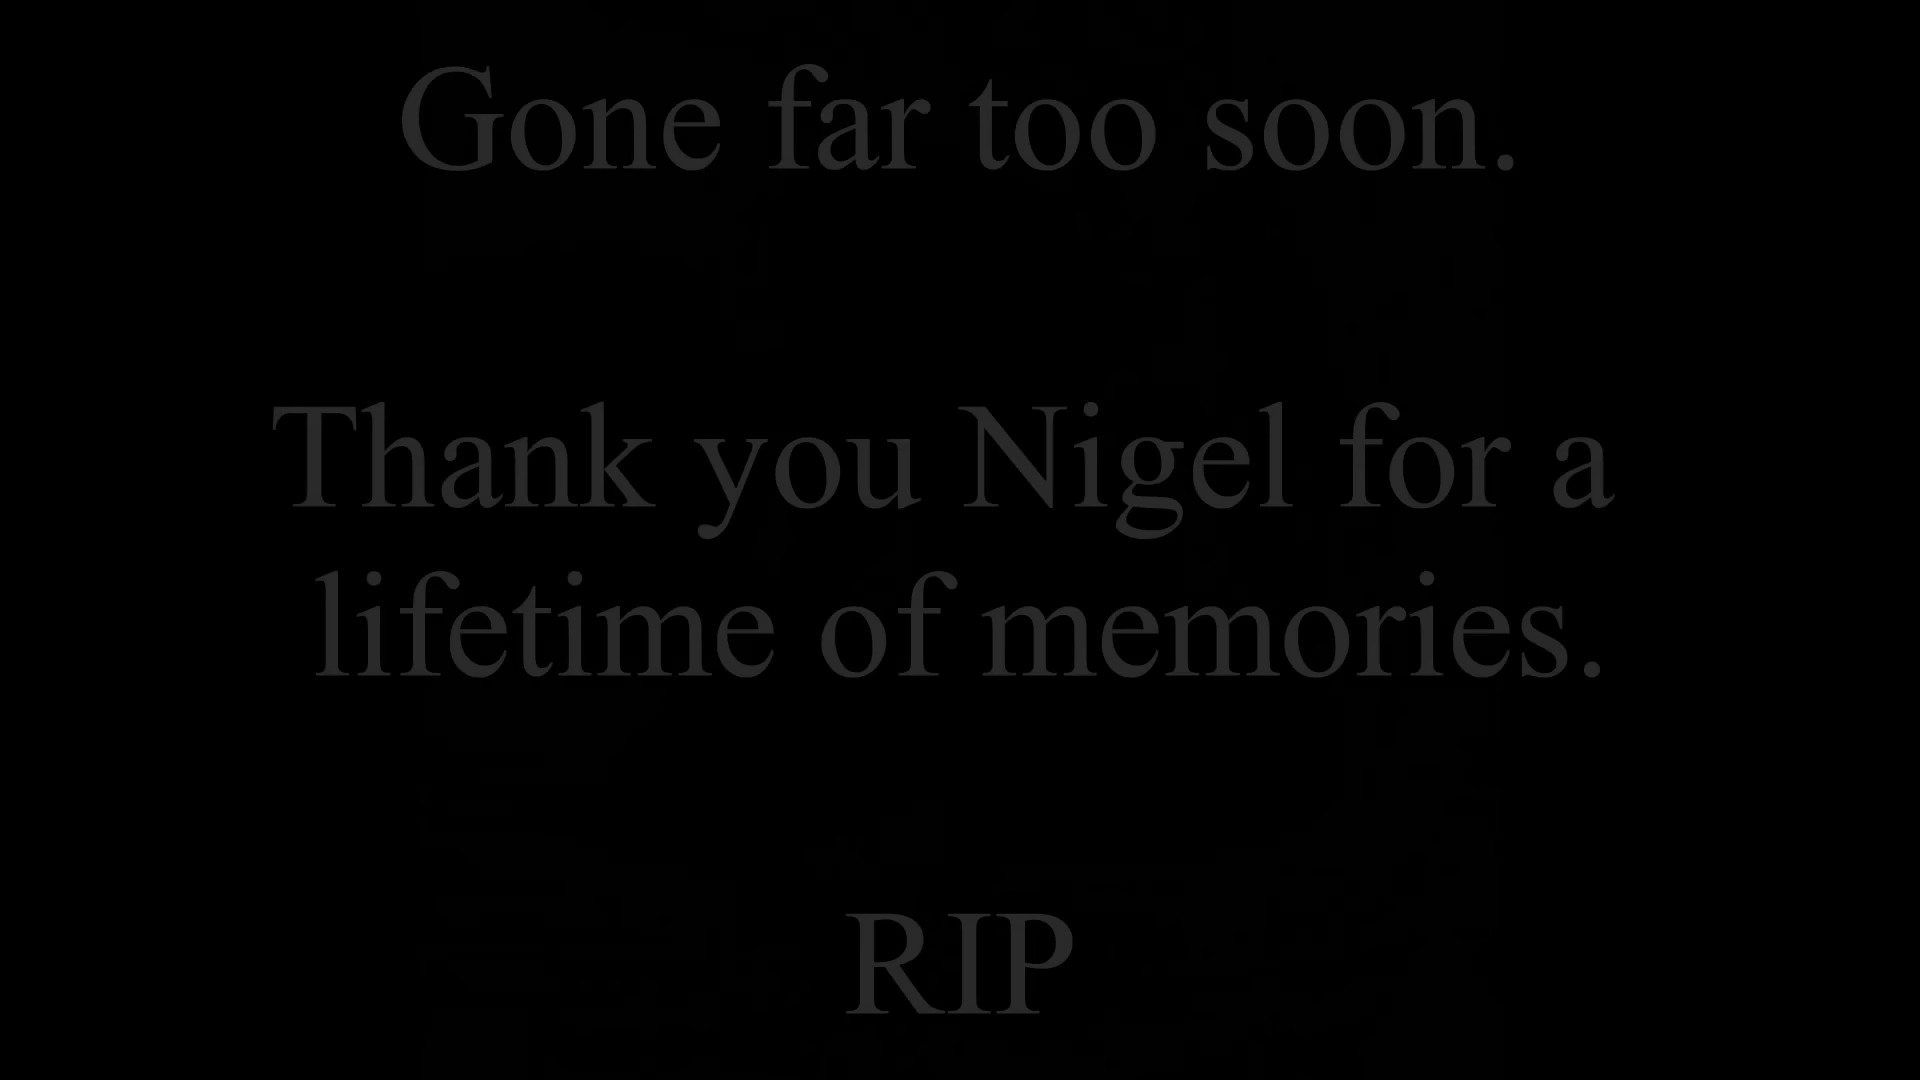 Gone far too soon.
Thank you Nigel for a
lifetime of memories.
RIP